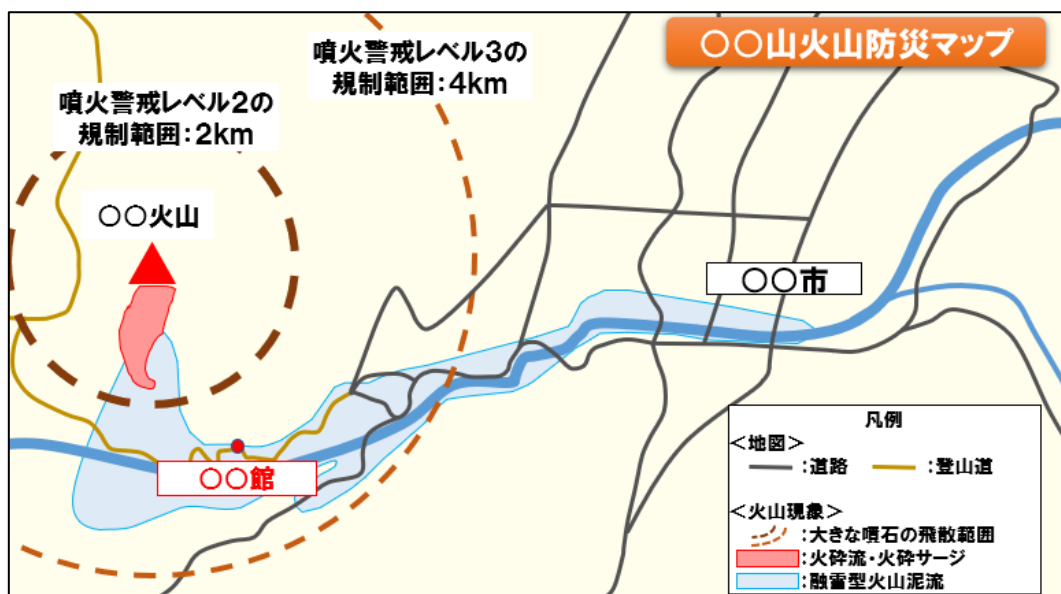 ○○山火山防災マップ
噴火警戒レベル3の
規制範囲:4km
噴火警戒レベル2の
規制範囲:2km
○○火山
○○市
○○館
凡例
<地図>
:道路
:登山道
<火山現象>
:大きな噴石の飛散範囲
:火砕流・火砕サージ
:融雪型火山泥流